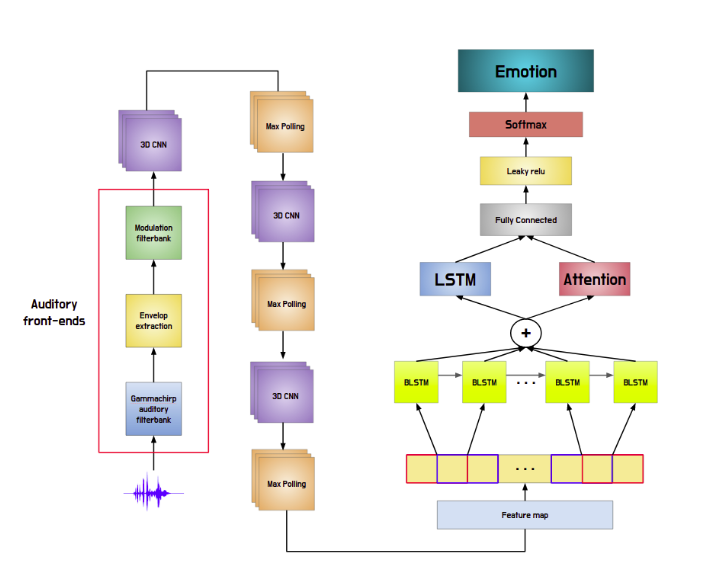 Auditory
front-ends
3D CNN
Modulation
filterbank
Envelop
extraction
Gammachirp
auditory
filterbank
Max Polling
3D CNN
Max Polling
3D CNN
Max Polling
Emotion
Softmax
Leaky relu
Fully Connected
LSTM
Attention
+
BLSTM
BLSTM
...
BLSTM
BLSTM
...
Feature map